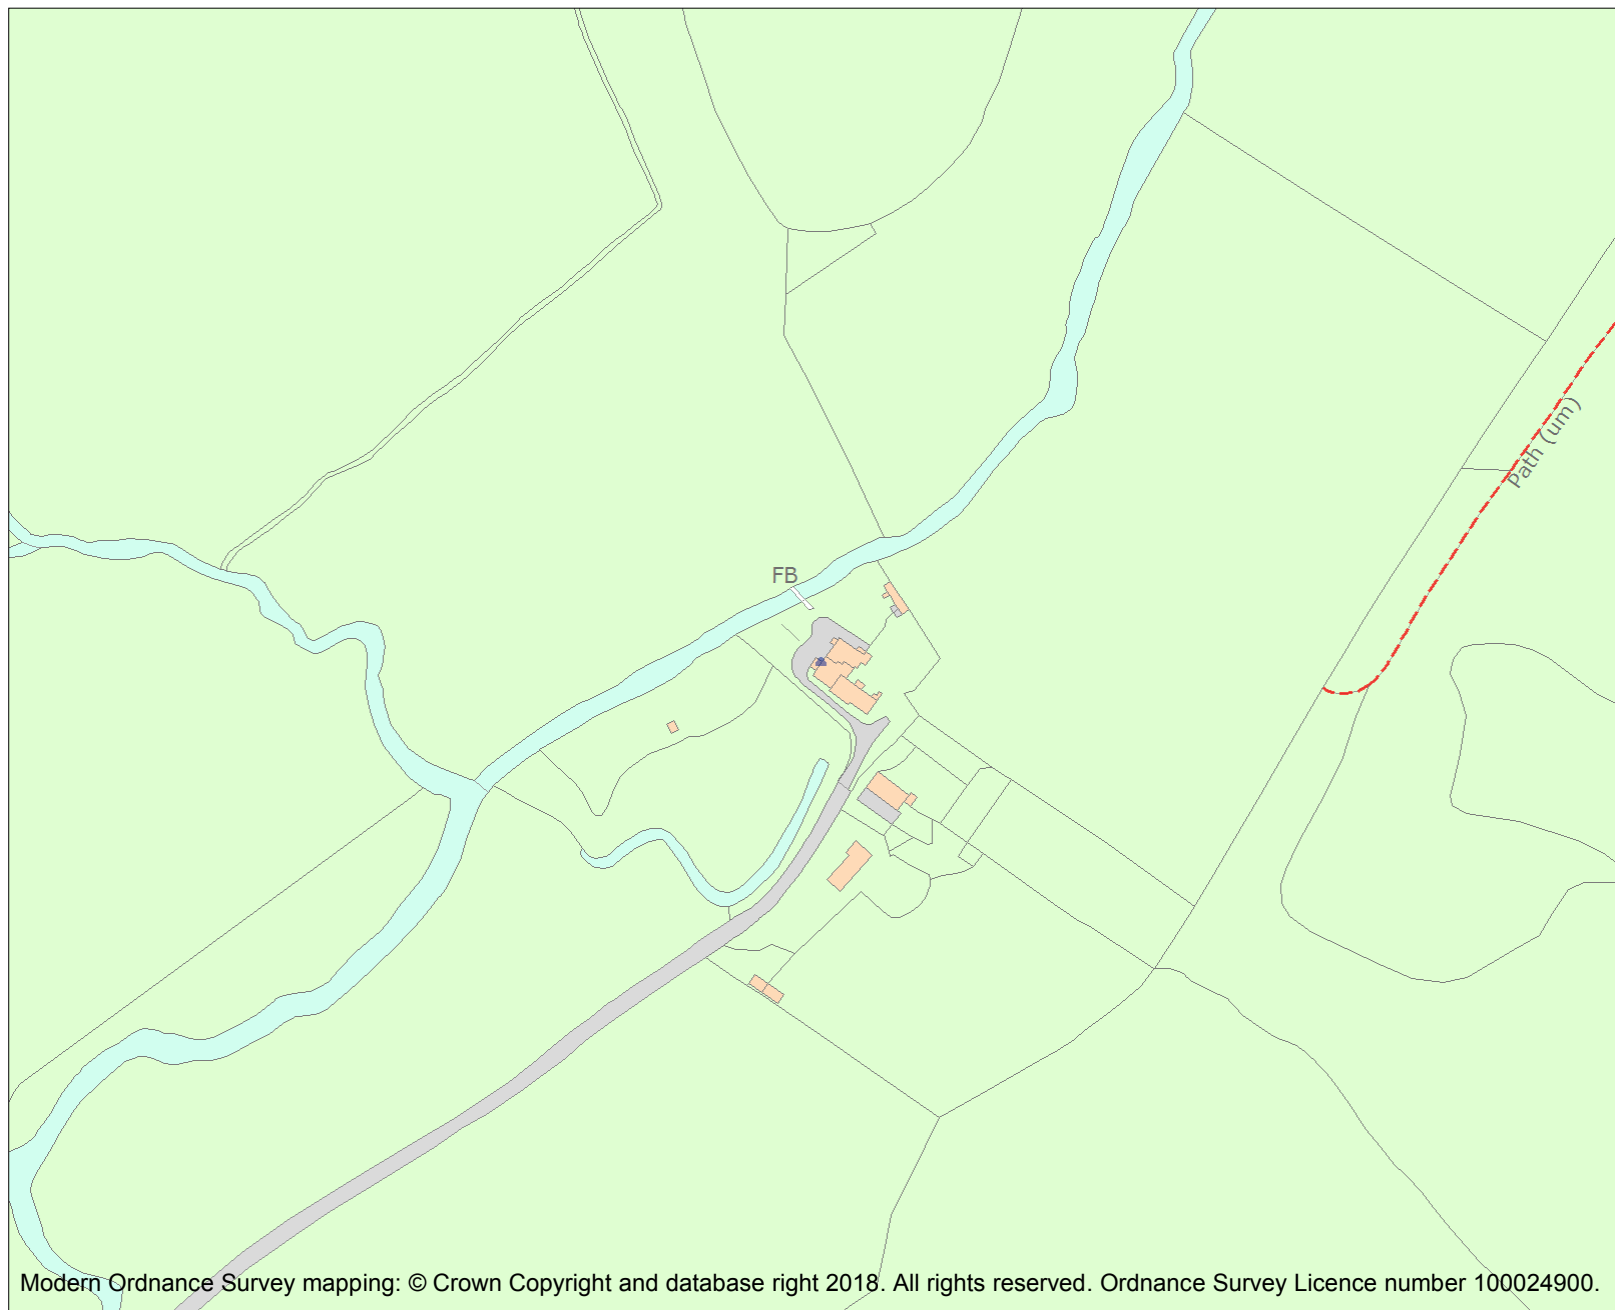 Path (um)
FB
Modern Ordnance Survey mapping: © Crown Copyright and database right 2018. All rights reserved. Ordnance Survey Licence number 100024900.